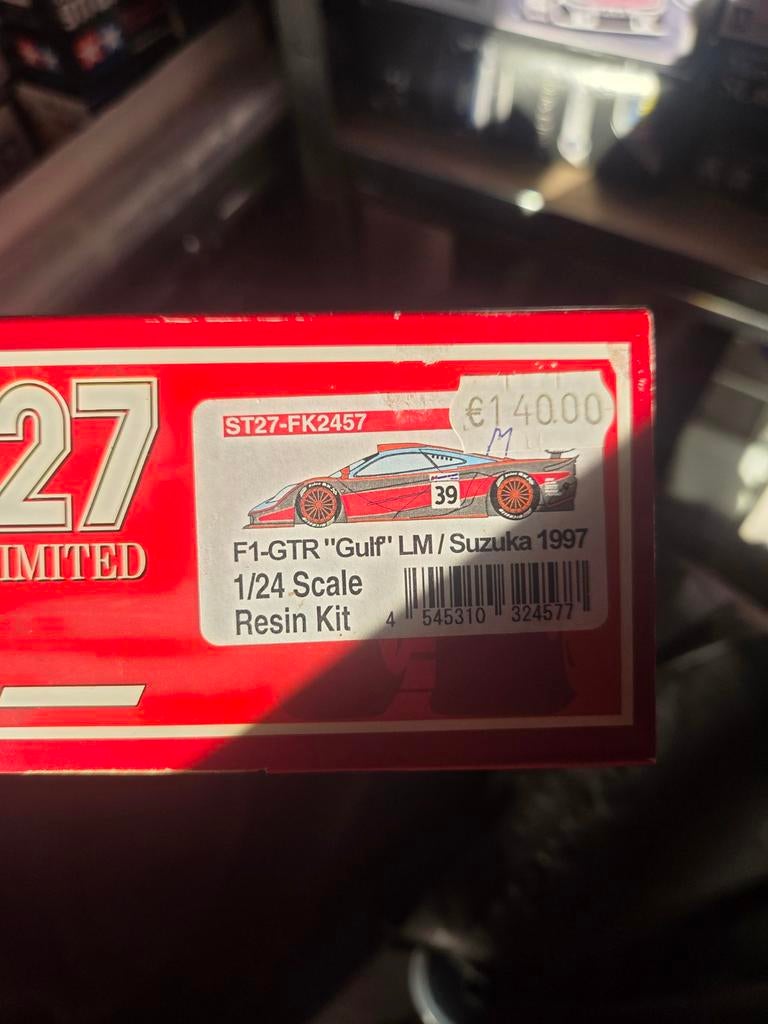 27
IMITED
ST27-FK2457
€140.00
M
39
F1-GTR "Gulf" LM / Suzuka 1997
1/24 Scale
Resin Kit
4 545310 324577